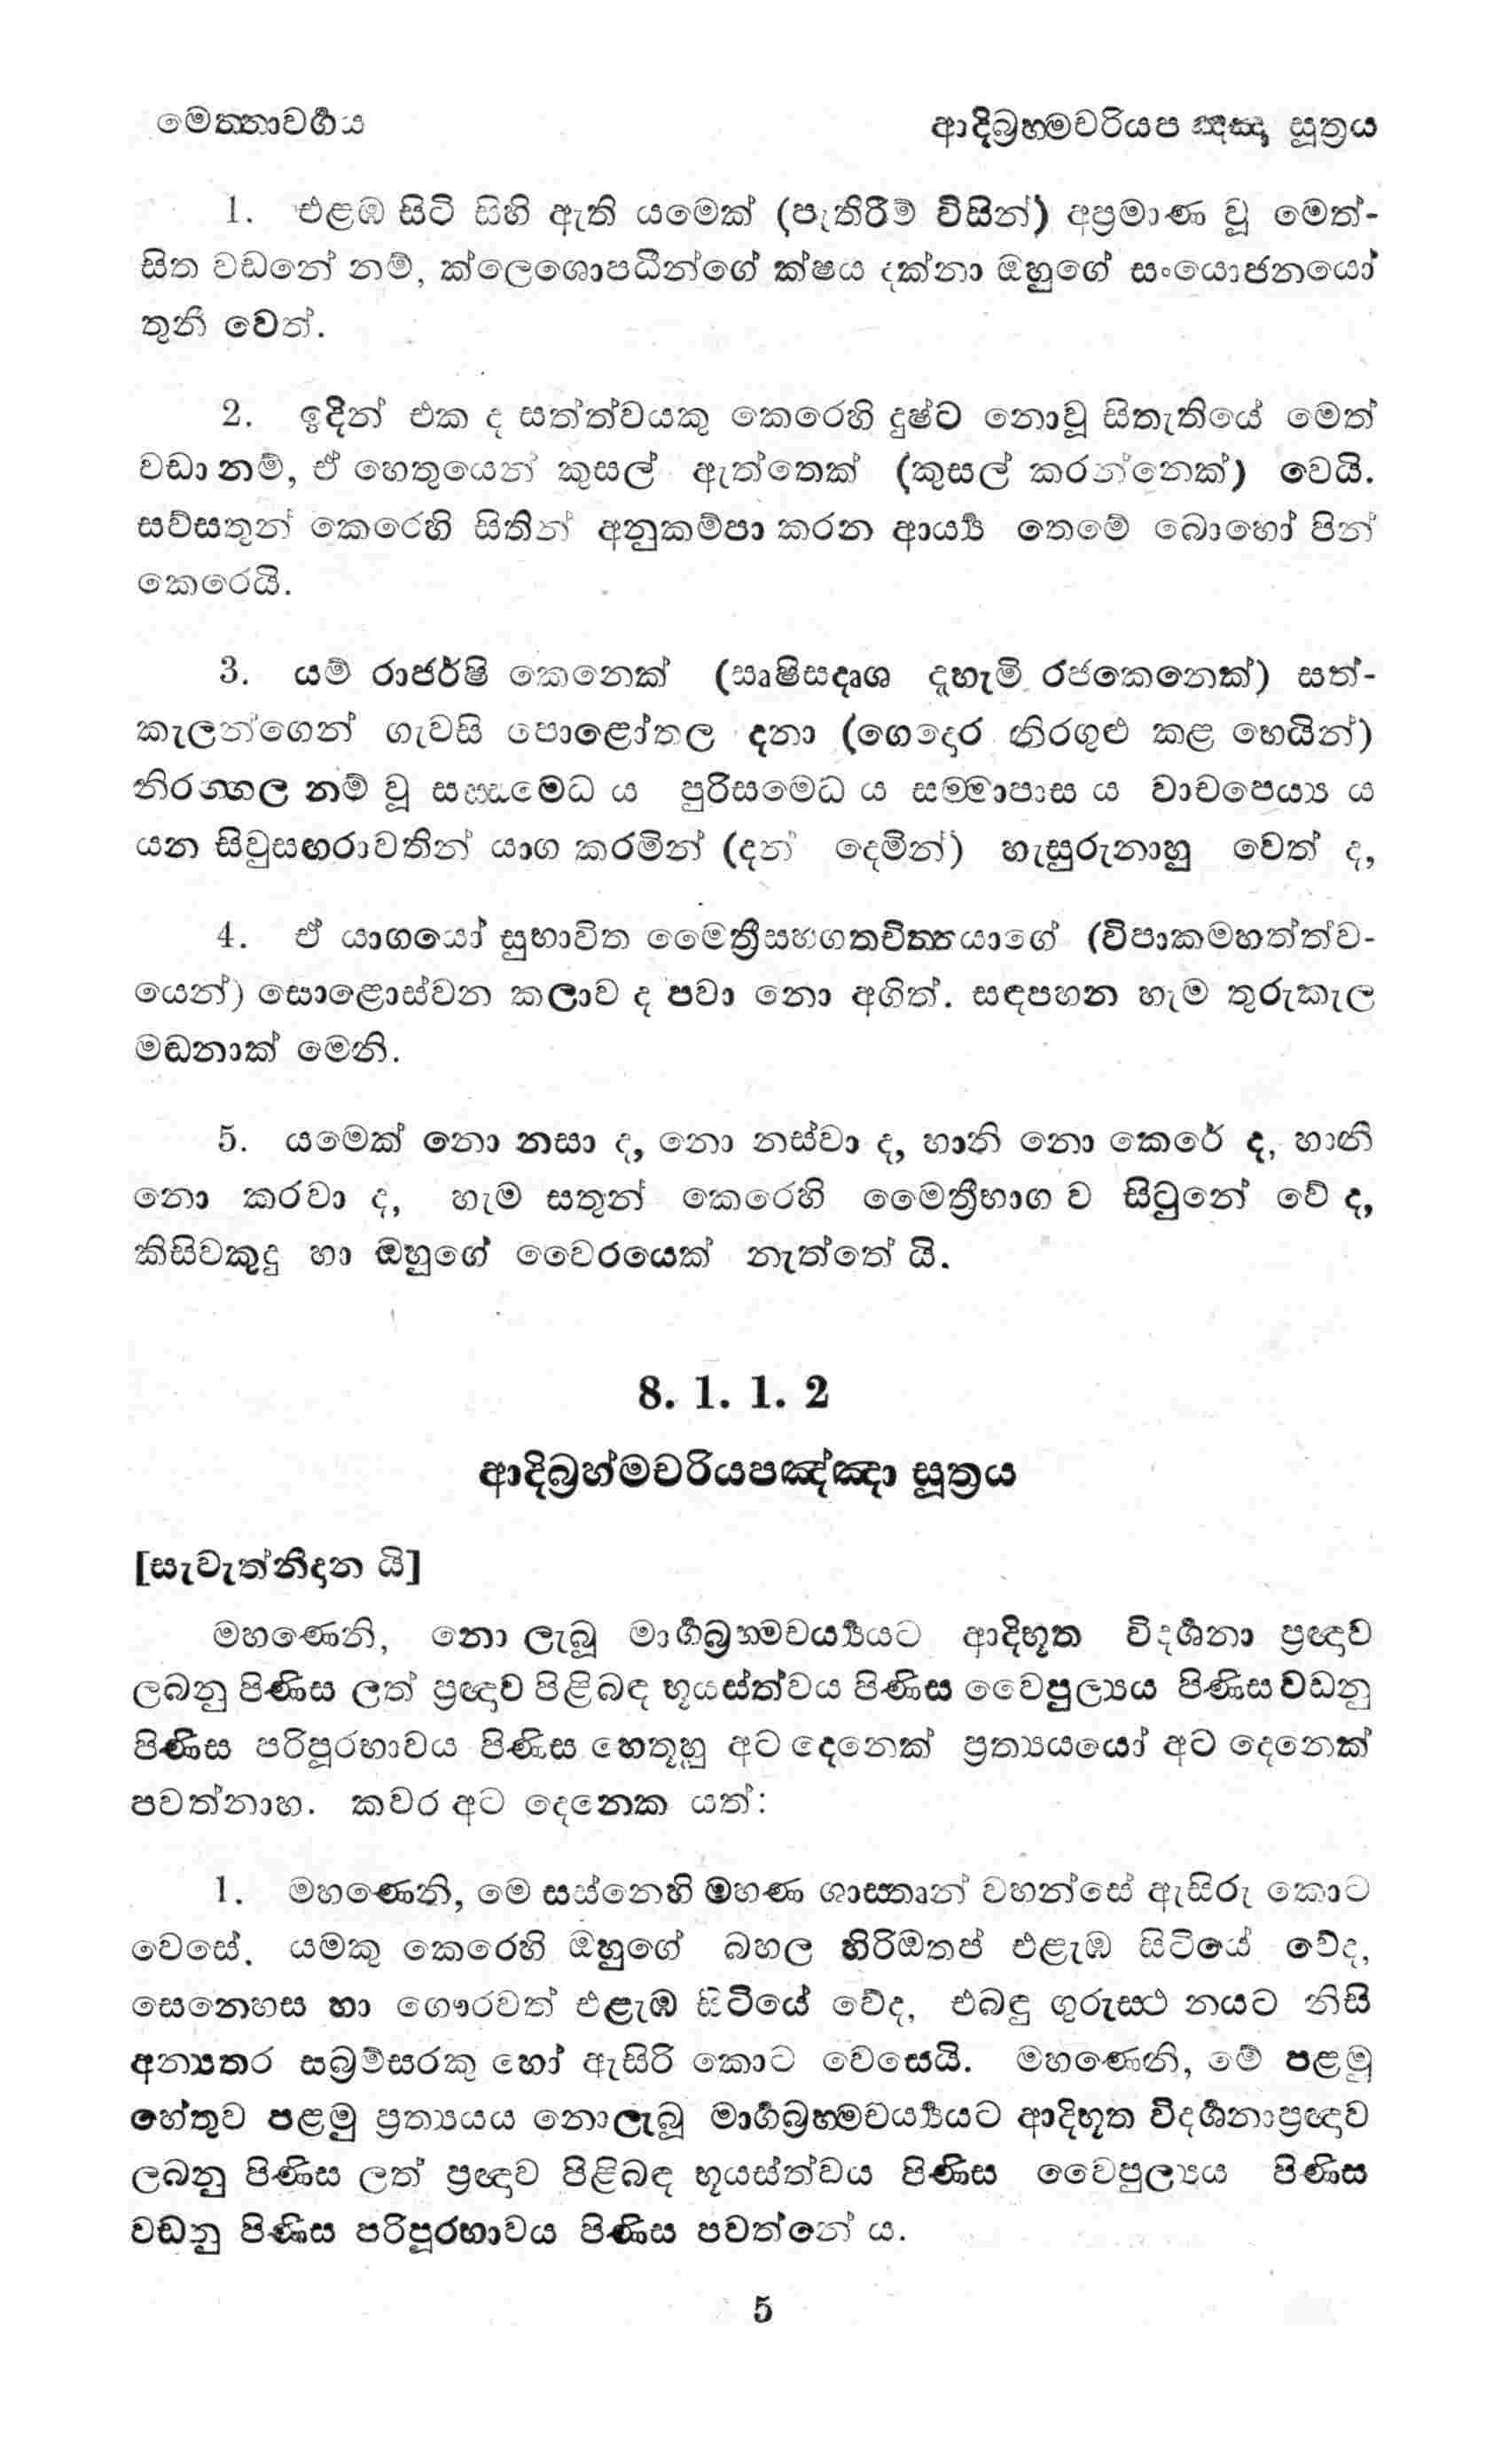 මෙත්තාවර්‍ගය
ආදිබ්‍රහ්මචරියපඤ්ඤා සූත්‍රය
1. එළඹ සිටි සිහි ඇති යමෙක් (පැතිරීම් විසින්) අප්‍රමාණ වූ මෙත්-
සිත වඩනේ නම්, ක්ලෙශොපධීන්ගේ ක්ෂය දක්නා ඔහුගේ සංයොජනයෝ
තුනී වෙත්.
2. ඉදින් එක ද සත්ත්වයකු කෙරෙහි දුෂ්ට නොවූ සිතැතියේ මෙත්
වඩා නම්, ඒ හෙතුයෙන් කුසල් ඇත්තෙක් (කුසල් කරන්නෙක්) වෙයි.
සව්සතුන් කෙරෙහි සිතින් අනුකම්පා කරන ආර්‍ය්‍ය තෙමේ බොහෝ පින්
කෙරෙයි.
3. යම් රාජර්ෂි කෙනෙක් (ඍෂිසදෘශ දැහැමි රජකෙනෙක්) සත්-
කැලන්ගෙන් ගැවසි පොළෝතල දනා (ගෙදොර නිරගුළු කළ හෙයින්)
නිරග්ගල නම් වූ සස්සමෙධ ය පුරිසමෙධ ය සම්මාපාස ය වාචපෙය්‍ය ය
යන සිවුසඟරාවතින් යාග කරමින් (දන් දෙමින්) හැසුරුනාහු වෙත් ද,
4. ඒ යාගයෝ සුභාවිත මෛත්‍රීසහගතචිත්තයාගේ (විපාකමහත්ත්ව-
යෙන්) සොළොස්වන කලාව ද පවා නො අගිත්. සඳපහන හැම තුරුකැල
මඬනාක් මෙනි.
5. යමෙක් නො නසා ද, නො නස්වා ද, හානි නො කෙරේ ද, හානි
නො කරවා ද, හැම සතුන් කෙරෙහි මෛත්‍රීභාග ව සිටුනේ වේ ද,
කිසිවකුදු හා ඔහුගේ වෛරයෙක් නැත්තේ යි.
8. 1. 1. 2
ආදිබ්‍රහ්මචරියපඤ්ඤා සූත්‍රය
[සැවැත්නිදාන යි]
මහණෙනි, නො ලැබූ මාර්‍ගබ්‍රහ්මචර්‍ය්‍යයට ආදිභූත විදර්‍ශනා ප්‍රඥාව
ලබනු පිණිස ලත් ප්‍රඥාව පිළිබඳ භූයස්ත්වය පිණිස වෛපුල්‍යය පිණිස වඩනු
පිණිස පරිපූරභාවය පිණිස හෙතූහු අට දෙනෙක් ප්‍රත්‍යයයෝ අට දෙනෙක්
පවත්නාහ. කවර අට දෙනෙක යත්:
1. මහණෙනි, මෙ සස්නෙහි මහණ ශාස්තෘන් වහන්සේ ඇසිරු කොට
වෙසේ. යමකු කෙරෙහි ඔහුගේ බහල හිරිඔතප් එළැඹ සිටියේ වේද,
සෙනෙහස හා ගෞරවත් එළැඹ සිටියේ වේද, එබඳු ගුරුස්ථ නයට නිසි
අන්‍යතර සබ්‍රම්සරකු හෝ ඇසිරි කොට වෙසෙයි. මහණෙනි, මේ පළමු
හේතුව පළමු ප්‍රත්‍යයය නොලැබූ මාර්‍ගබ්‍රහ්මචර්‍ය්‍යයට ආදිභූත විදර්‍ශනාප්‍රඥාව
ලබනු පිණිස ලත් ප්‍රඥාව පිළිබඳ භූයස්ත්ඩය පිණිස වෛපුල්‍යය පිණිස
වඩනු පිණිස පරිපූරභාවය පිණිස පවත්නේ ය.
5